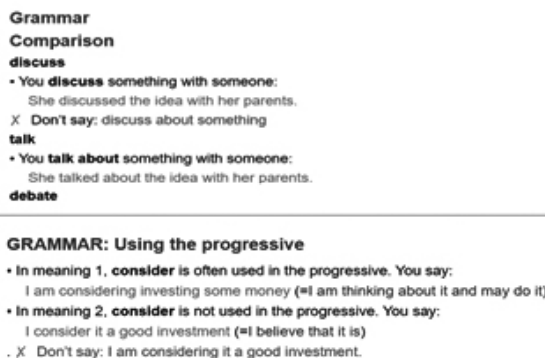 Grammar
Comparison
discuss
• You discuss something with someone:
She discussed the idea with her parents.
X Don't say: discuss about something
talk
• You talk about something with someone:
She talked about the idea with her parents.
debate
GRAMMAR: Using the progressive
• In meaning 1, consider is often used in the progressive. You say:
I am considering investing some money (=I am thinking about it and may do it)
• In meaning 2, consider is not used in the progressive. You say:
I consider it a good investment (=I believe that it is)
. X Don't say: I am considering it a good investment.